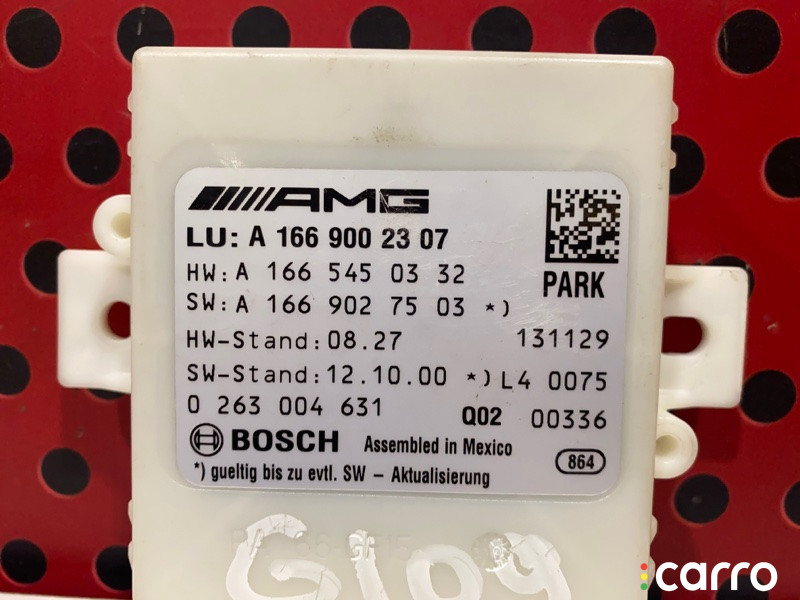 AMG
LU: A 166 900 23 07
HW: A 166 545 03 32
PARK
SW: A 166 902 75 03 *)
HW-Stand: 08.27 131129
SW-Stand: 12.10.00 *) L4 0075
0 263 004 631 Q02 00336
BOSCH Assembled in Mexico 864
*) gueltig bis zu evtl. SW - Aktualisierung
G109
carro